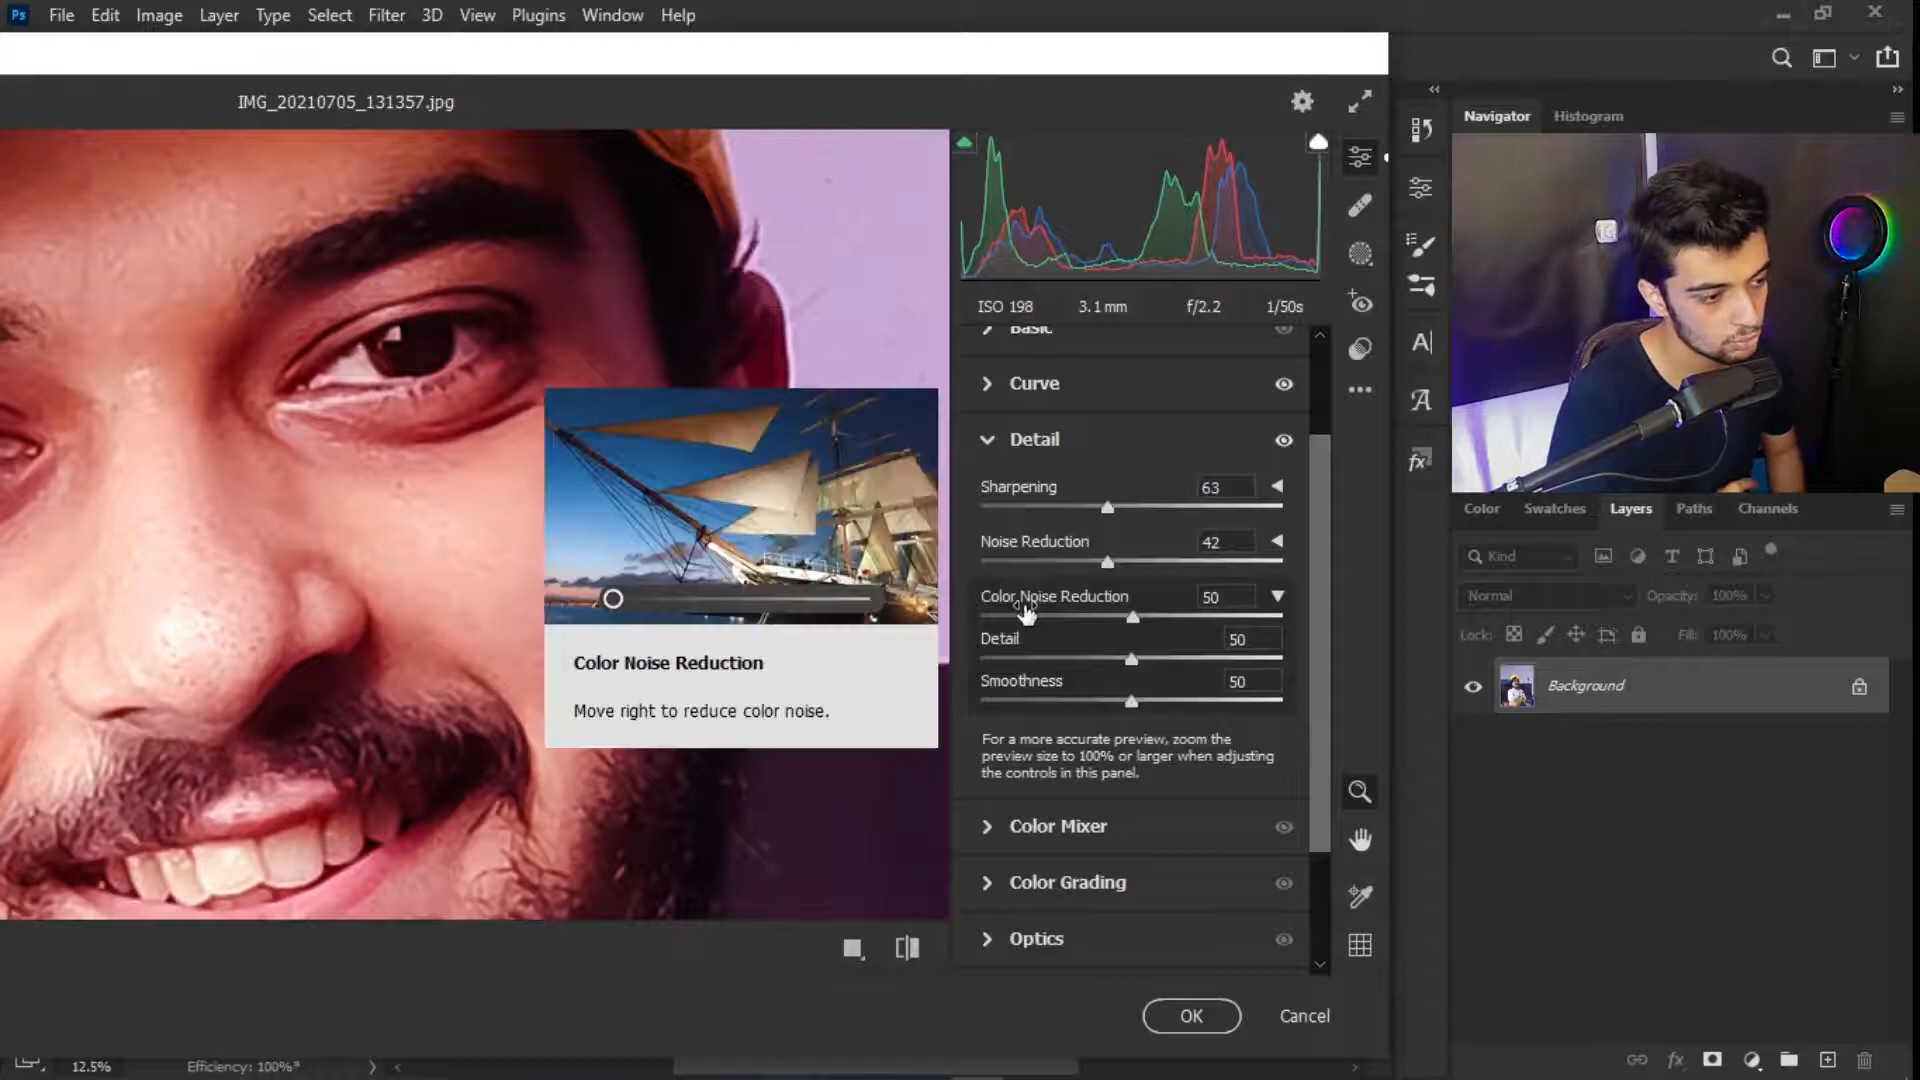 Ps File Edit Image Layer Type Select Filter 3D View Plugins Window Help
IMG_20210705_131357.jpg
ISO 198 3.1 mm f/2.2 1/50s
Basic
Curve
Detail
Sharpening 63
Noise Reduction 42
Color Noise Reduction 50
Detail 50
Smoothness 50
For a more accurate preview, zoom the
preview size to 100% or larger when adjusting
the controls in this panel.
Color Mixer
Color Grading
Optics
OK Cancel
Color Noise Reduction
Move right to reduce color noise.
Navigator Histogram
Color Swatches Layers Paths Channels
Kind
Normal Opacity: 100%
Lock: Fill: 100%
Background
12.5% Efficiency: 100%*